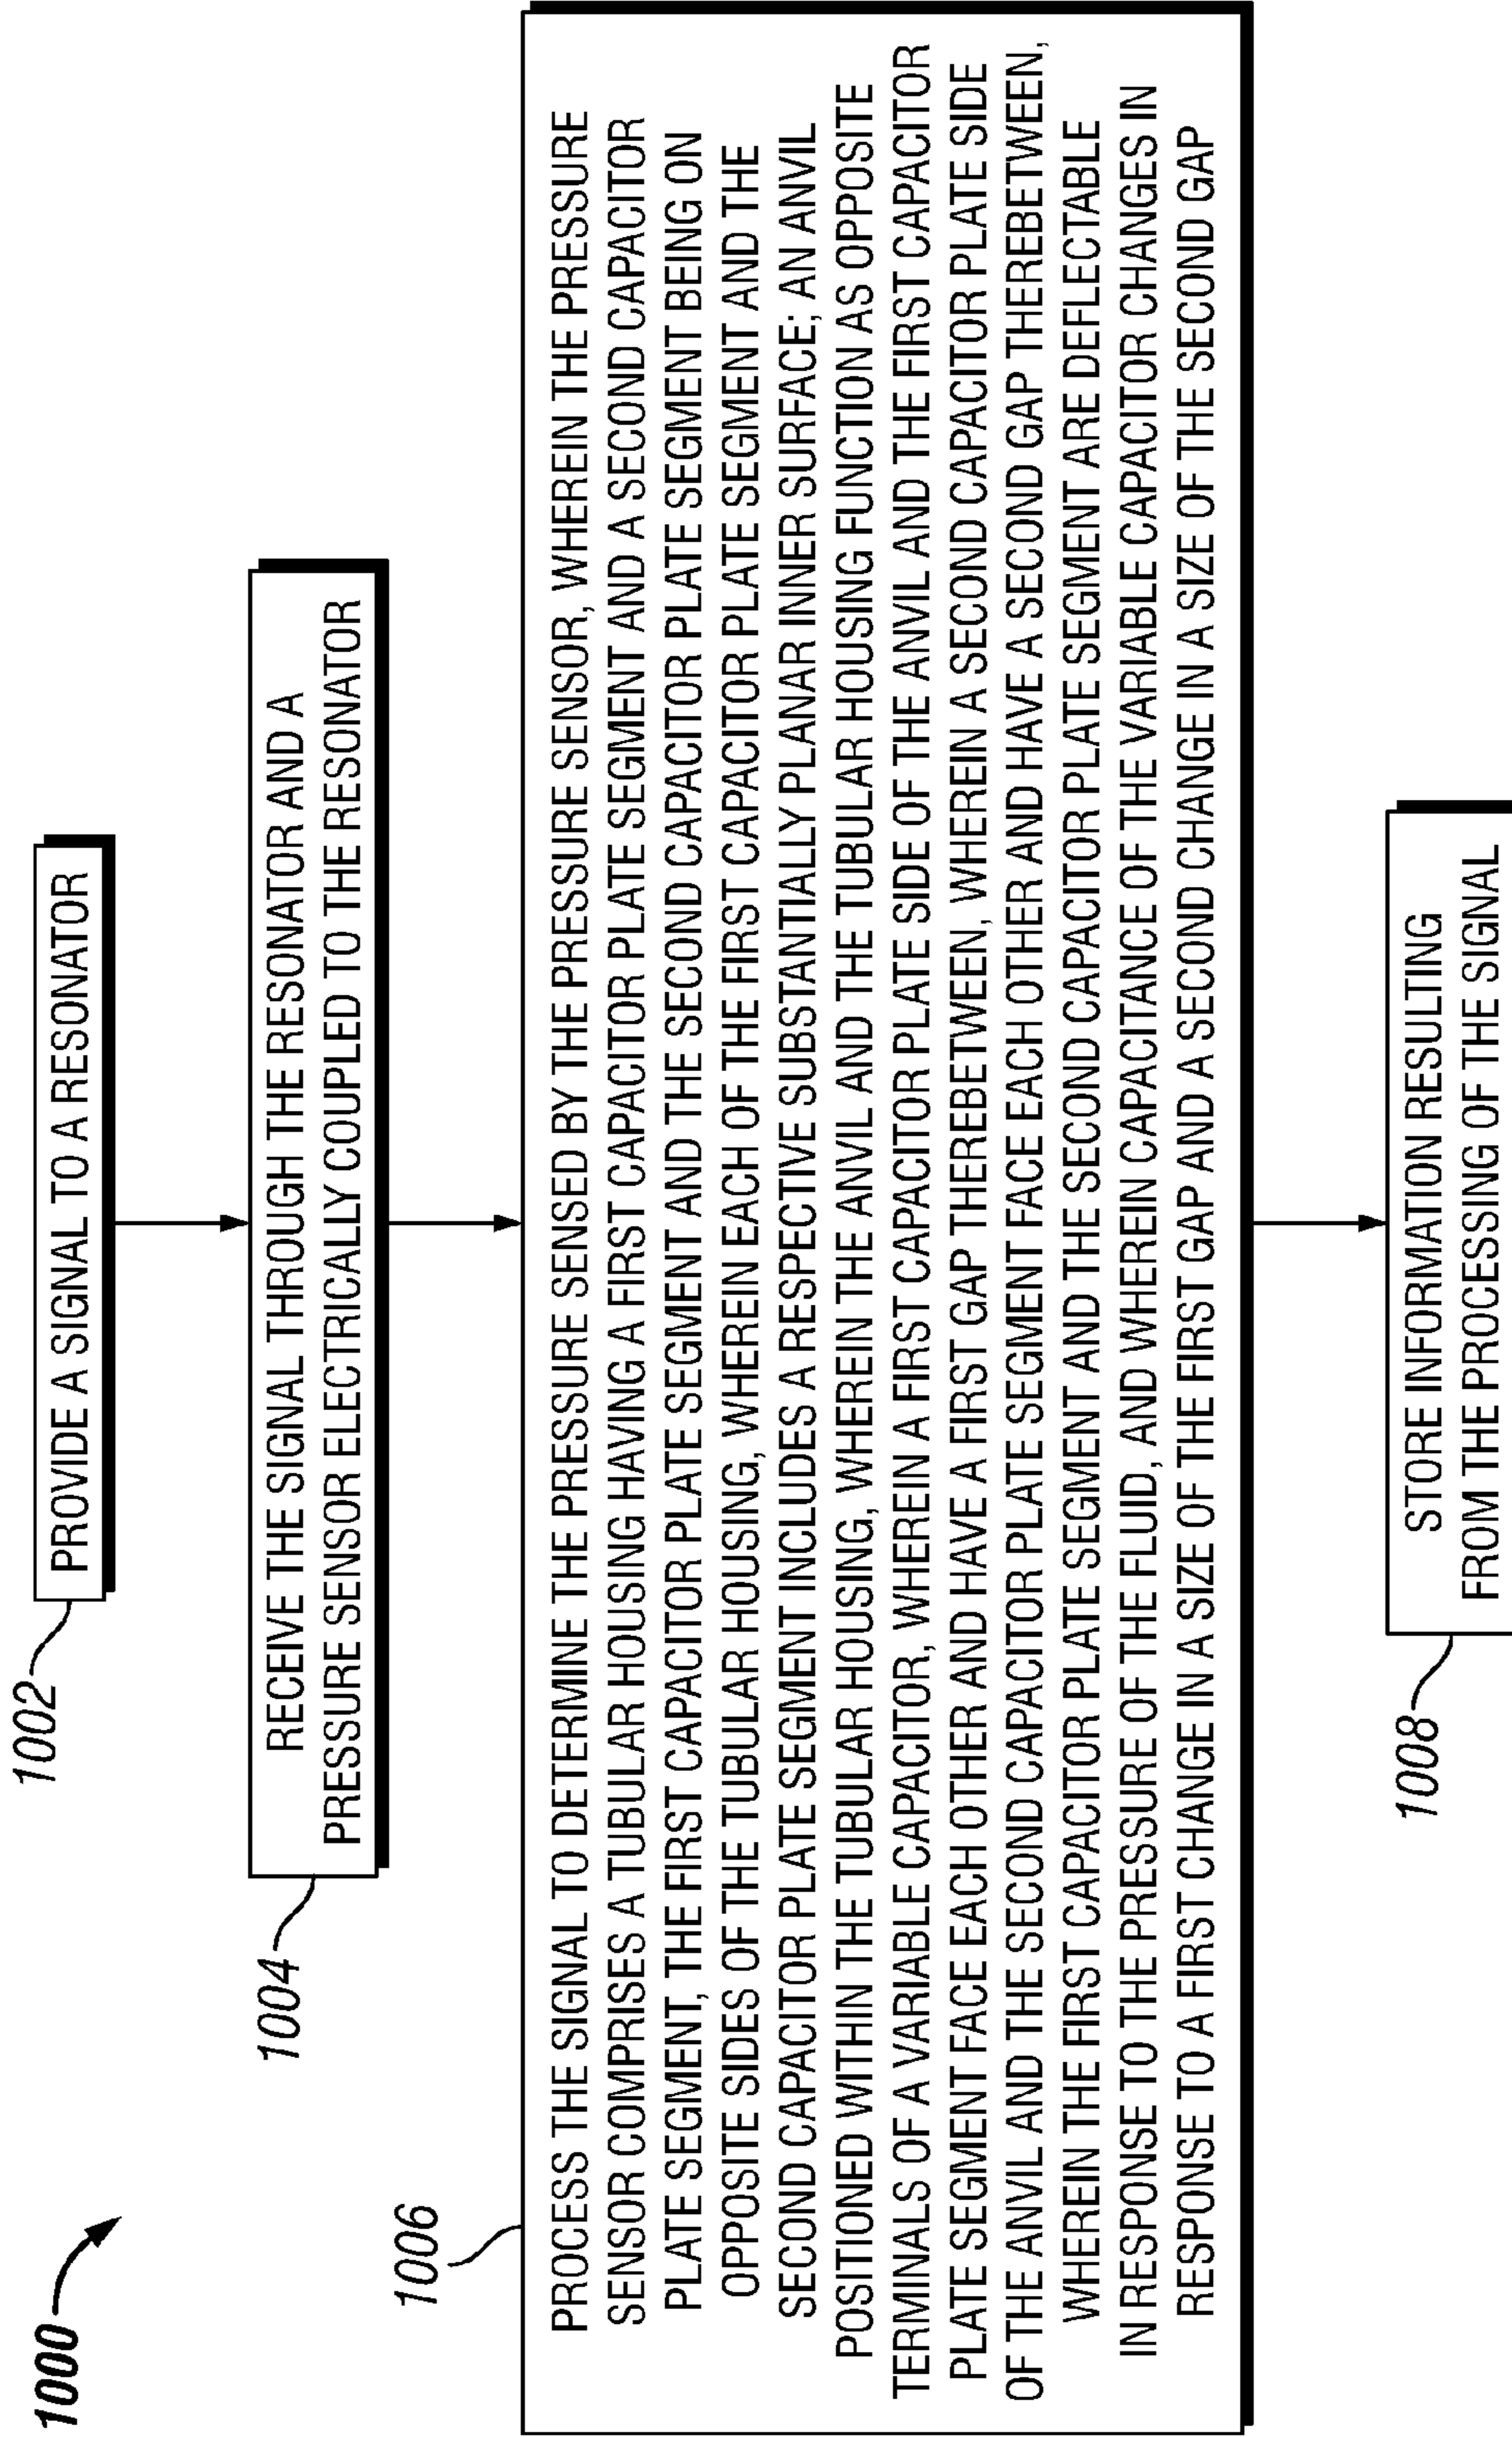 1000
1002
PROVIDE A SIGNAL TO A RESONATOR
1004
RECEIVE THE SIGNAL THROUGH THE RESONATOR AND A
PRESSURE SENSOR ELECTRICALLY COUPLED TO THE RESONATOR
1006
PROCESS THE SIGNAL TO DETERMINE THE PRESSURE SENSED BY THE PRESSURE SENSOR, WHEREIN THE PRESSURE
SENSOR COMPRISES A TUBULAR HOUSING HAVING A FIRST CAPACITOR PLATE SEGMENT AND A SECOND CAPACITOR
PLATE SEGMENT, THE FIRST CAPACITOR PLATE SEGMENT AND THE SECOND CAPACITOR PLATE SEGMENT BEING ON
OPPOSITE SIDES OF THE TUBULAR HOUSING, WHEREIN EACH OF THE FIRST CAPACITOR PLATE SEGMENT AND THE
SECOND CAPACITOR PLATE SEGMENT INCLUDES A RESPECTIVE SUBSTANTIALLY PLANAR INNER SURFACE; AN ANVIL
POSITIONED WITHIN THE TUBULAR HOUSING, WHEREIN THE ANVIL AND THE TUBULAR HOUSING FUNCTION AS OPPOSITE
TERMINALS OF A VARIABLE CAPACITOR, WHEREIN A FIRST CAPACITOR PLATE SIDE OF THE ANVIL AND THE FIRST CAPACITOR
PLATE SEGMENT FACE EACH OTHER AND HAVE A FIRST GAP THEREBETWEEN, WHEREIN A SECOND CAPACITOR PLATE SIDE
OF THE ANVIL AND THE SECOND CAPACITOR PLATE SEGMENT FACE EACH OTHER AND HAVE A SECOND GAP THEREBETWEEN,
WHEREIN THE FIRST CAPACITOR PLATE SEGMENT AND THE SECOND CAPACITOR PLATE SEGMENT ARE DEFLECTABLE
IN RESPONSE TO THE PRESSURE OF THE FLUID, AND WHEREIN CAPACITANCE OF THE VARIABLE CAPACITOR CHANGES IN
RESPONSE TO A FIRST CHANGE IN A SIZE OF THE FIRST GAP AND A SECOND CHANGE IN A SIZE OF THE SECOND GAP
1008
STORE INFORMATION RESULTING
FROM THE PROCESSING OF THE SIGNAL